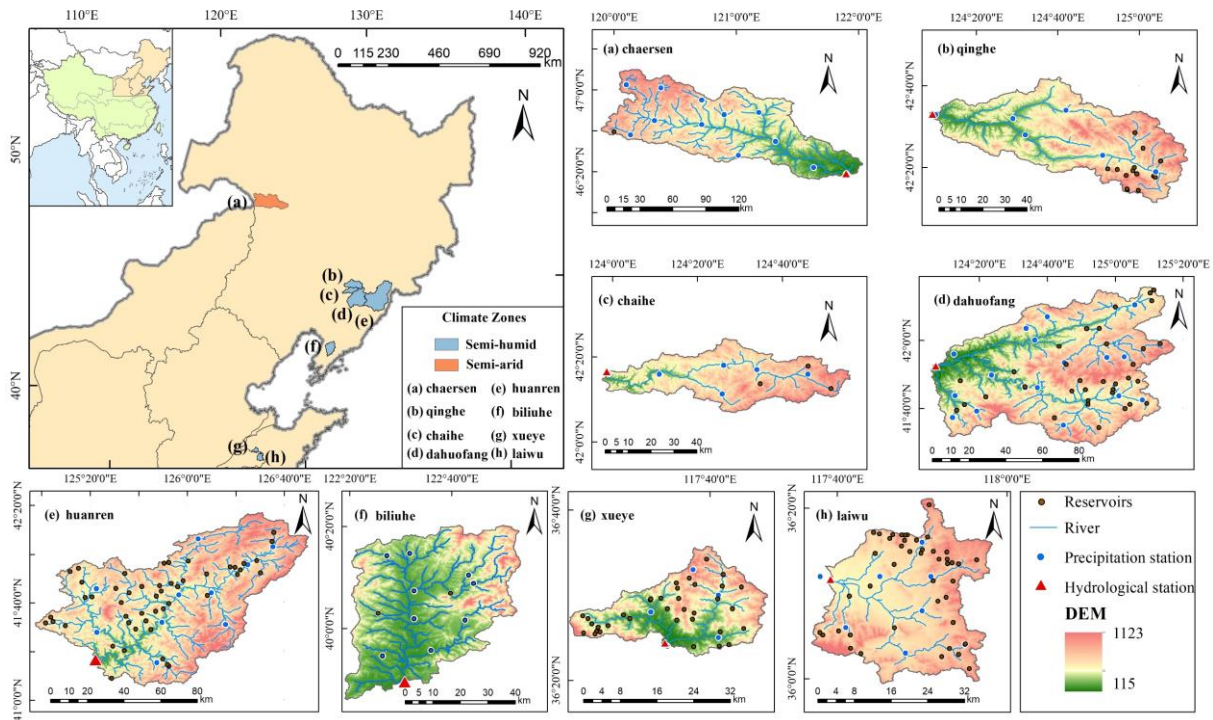 110°E
120°E
130°E
140°E
0 115 230 460 690 920
km
N
50°N
40°N
(a)
(b)
(c)
(d)
(e)
(f)
(g)
(h)
Climate Zones
Semi-humid
Semi-arid
(a) chaersen (e) huanren
(b) qinghe (f) biliuhe
(c) chaihe (g) xueye
(d) dahuofang (h) laiwu
120°0'0"E 121°0'0"E 122°0'0"E
(a) chaersen
N
47°0'0"N
46°20'0"N
0 15 30 60 90 120
km
124°20'0"E 124°40'0"E 125°0'0"E
(b) qinghe
N
42°40'0"N
42°20'0"N
0 5 10 20 30 40
km
124°0'0"E 124°20'0"E 124°40'0"E
(c) chaihe
N
42°20'0"N
42°0'0"N
0 5 10 20 30 40
km
124°20'0"E 124°40'0"E 125°0'0"E 125°20'0"E
(d) dahuofang
N
42°0'0"N
41°40'0"N
0 10 20 40 60 80
km
125°20'0"E 126°0'0"E 126°40'0"E
(e) huanren
N
42°20'0"N
41°40'0"N
41°0'0"N
0 10 20 40 60 80
km
122°20'0"E 122°40'0"E
(f) biliuhe
N
40°20'0"N
40°0'0"N
0 5 10 20 30 40
km
117°40'0"E
(g) xueye
N
36°40'0"N
36°20'0"N
0 4 8 16 24 32
km
117°40'0"E 118°0'0"E
(h) laiwu
N
36°20'0"N
36°0'0"N
0 4 8 16 24 32
km
Reservoirs
River
Precipitation station
Hydrological station
DEM
1123
115